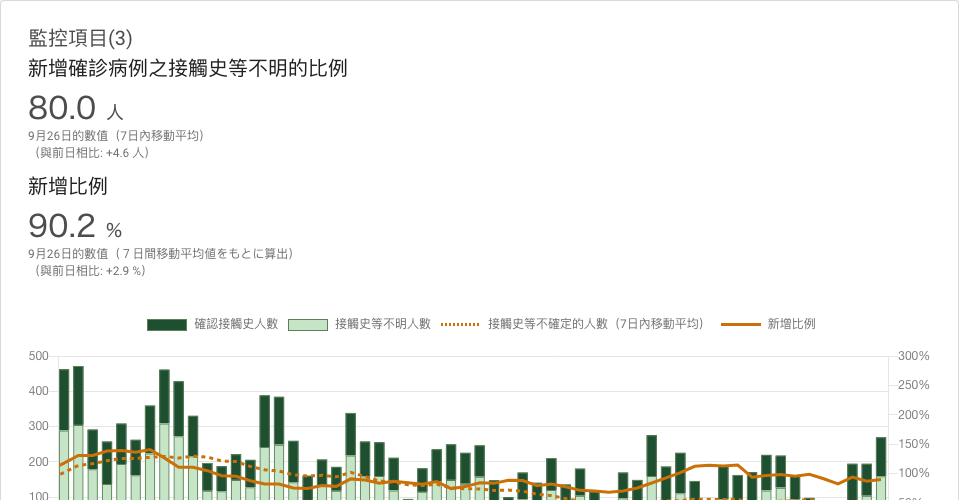 監控項目(3)
新增確診病例之接觸史等不明的比例
80.0 人
9月26日的數值（7日內移動平均）
（與前日相比: +4.6 人）
新增比例
90.2 %
9月26日的數值（７日間移動平均値をもとに算出）
（與前日相比: +2.9 %）
確認接觸史人數 接觸史等不明人數 接觸史等不確定的人數（7日內移動平均） 新增比例
500 300%
250%
400
200%
300
150%
200
100%
100 50%